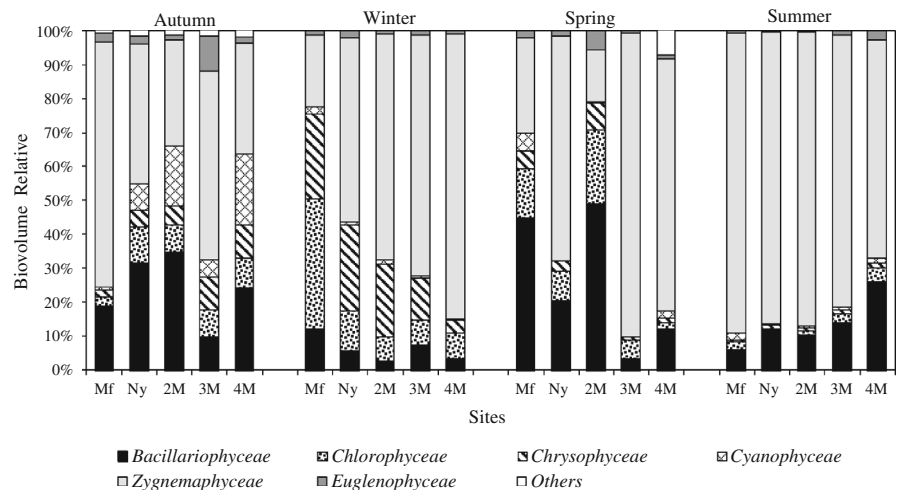 Autumn Winter Spring Summer
100%
90%
80%
70%
60%
50%
40%
30%
20%
10%
0%
Biovolume Relative
Mf Ny 2M 3M 4M Mf Ny 2M 3M 4M Mf Ny 2M 3M 4M Mf Ny 2M 3M 4M
Sites
Bacillariophyceae Chlorophyceae Chrysophyceae Cyanophyceae
Zygnemaphyceae Euglenophyceae Others